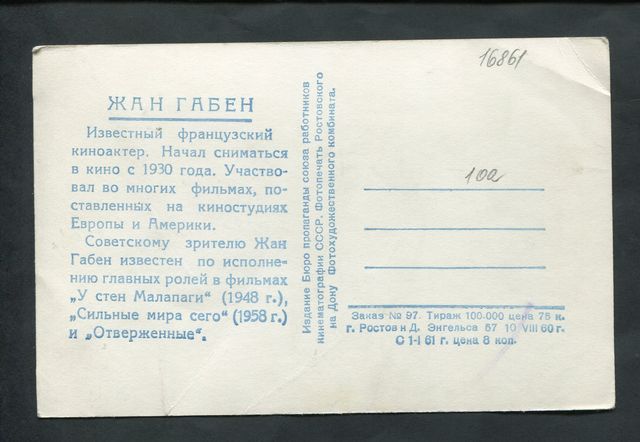 ЖАН ГАБЕН
Известный французский
киноактер. Начал сниматься
в кино с 1930 года. Участво-
вал во многих фильмах, по-
ставленных на киностудиях
Европы и Америки.
Советскому зрителю Жан
Габен известен по исполне-
нию главных ролей в фильмах
„У стен Малапаги“ (1948 г.),
„Сильные мира сего“ (1958 г.)
и „Отверженные“.
Издание Бюро пропаганды союза работников
кинематографии СССР. Фотопечать Ростовского
на Дону Фотохудожественного комбината.
16861
10а
Заказ № 97. Тираж 100.000 цена 75 к.
г. Ростов н Д. Энгельса 67 10 VIII 60 г.
С 1-I 61 г. цена 8 коп.